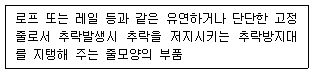 로프 또는 레일 등과 같은 유연하거나 단단한 고정
줄로서 추락발생시 추락을 저지시키는 추락방지대
를 지탱해 주는 줄모양의 부품